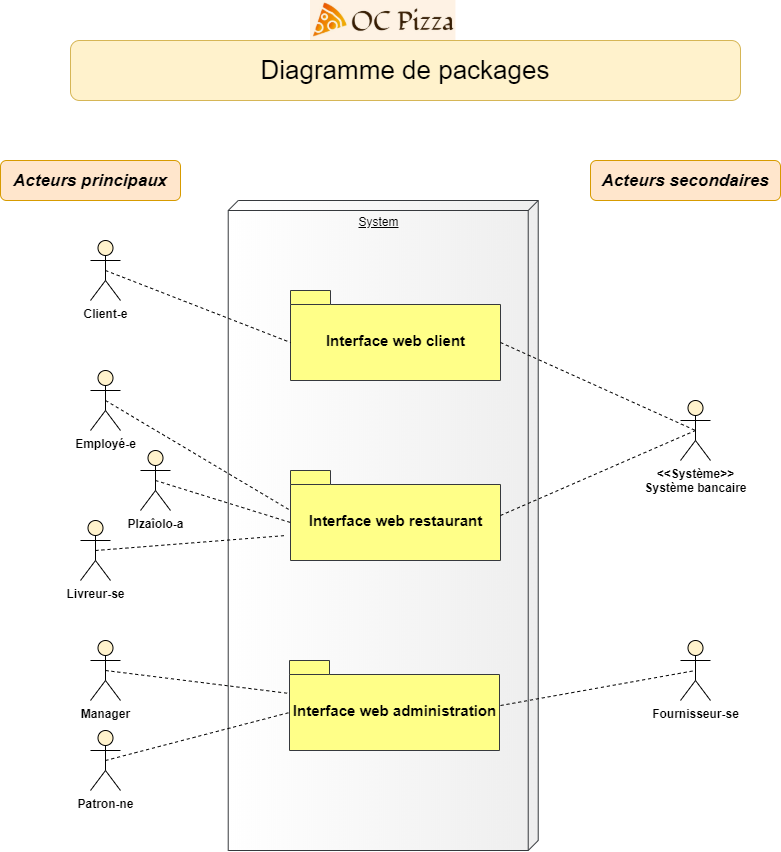 OC Pizza
Diagramme de packages
Acteurs principaux
Acteurs secondaires
System
Client-e
Interface web client
Employé-e
PIzaîolo-a
<<Système>>
Système bancaire
Interface web restaurant
Livreur-se
Manager
Interface web administration
Fournisseur-se
Patron-ne